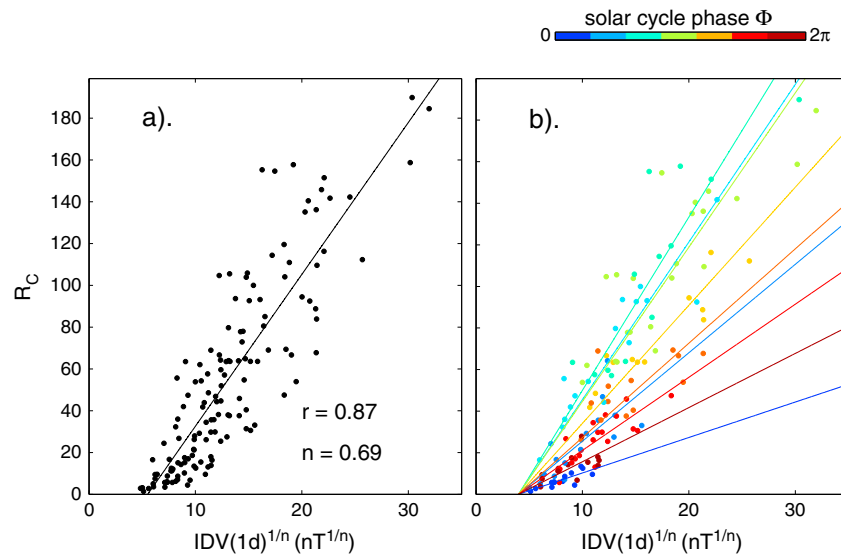 solar cycle phase Φ
0 2π
a).
b).
180
160
140
120
100
80
60
40
20
0
R_C
r = 0.87
n = 0.69
0 10 20 30
0 10 20 30
IDV(1d)^{1/n} (nT^{1/n})
IDV(1d)^{1/n} (nT^{1/n})